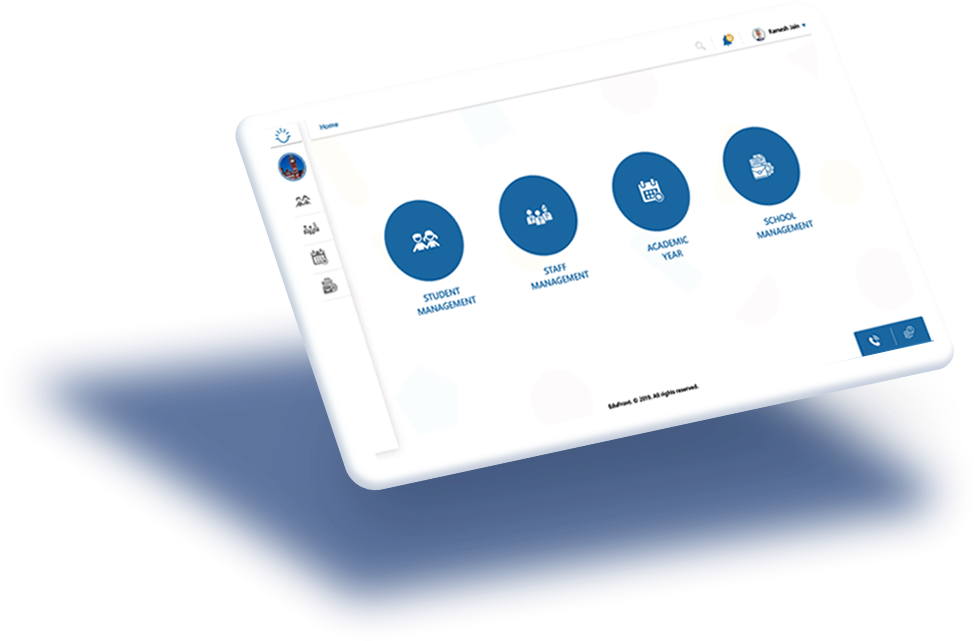 Ramesh Jain
Home
STUDENT
MANAGEMENT
STAFF
MANAGEMENT
ACADEMIC
YEAR
SCHOOL
MANAGEMENT
EduFront. © 2019. All rights reserved.